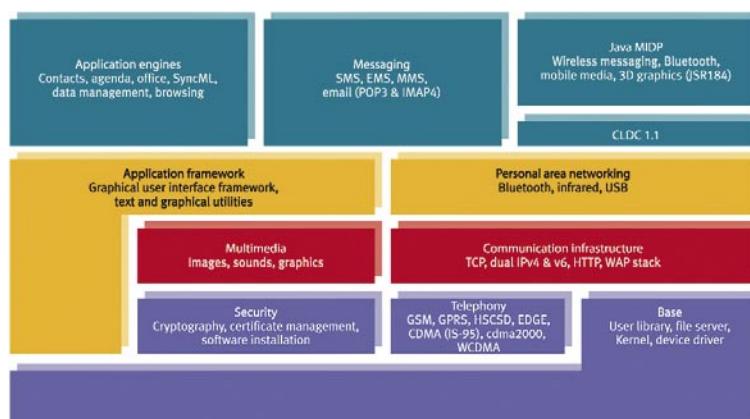 Application engines
Contacts, agenda, office, SyncML,
data management, browsing
Messaging
SMS, EMS, MMS,
email (POP3 & IMAP4)
Java MIDP
Wireless messaging, Bluetooth,
mobile media, 3D graphics (JSR184)
CLDC 1.1
Application framework
Graphical user interface framework,
text and graphical utilities
Personal area networking
Bluetooth, infrared, USB
Multimedia
Images, sounds, graphics
Communication infrastructure
TCP, dual IPv4 & v6, HTTP, WAP stack
Security
Cryptography, certificate management,
software installation
Telephony
GSM, GPRS, HSCSD, EDGE,
CDMA (IS-95), cdma2000,
WCDMA
Base
User library, file server,
Kernel, device driver